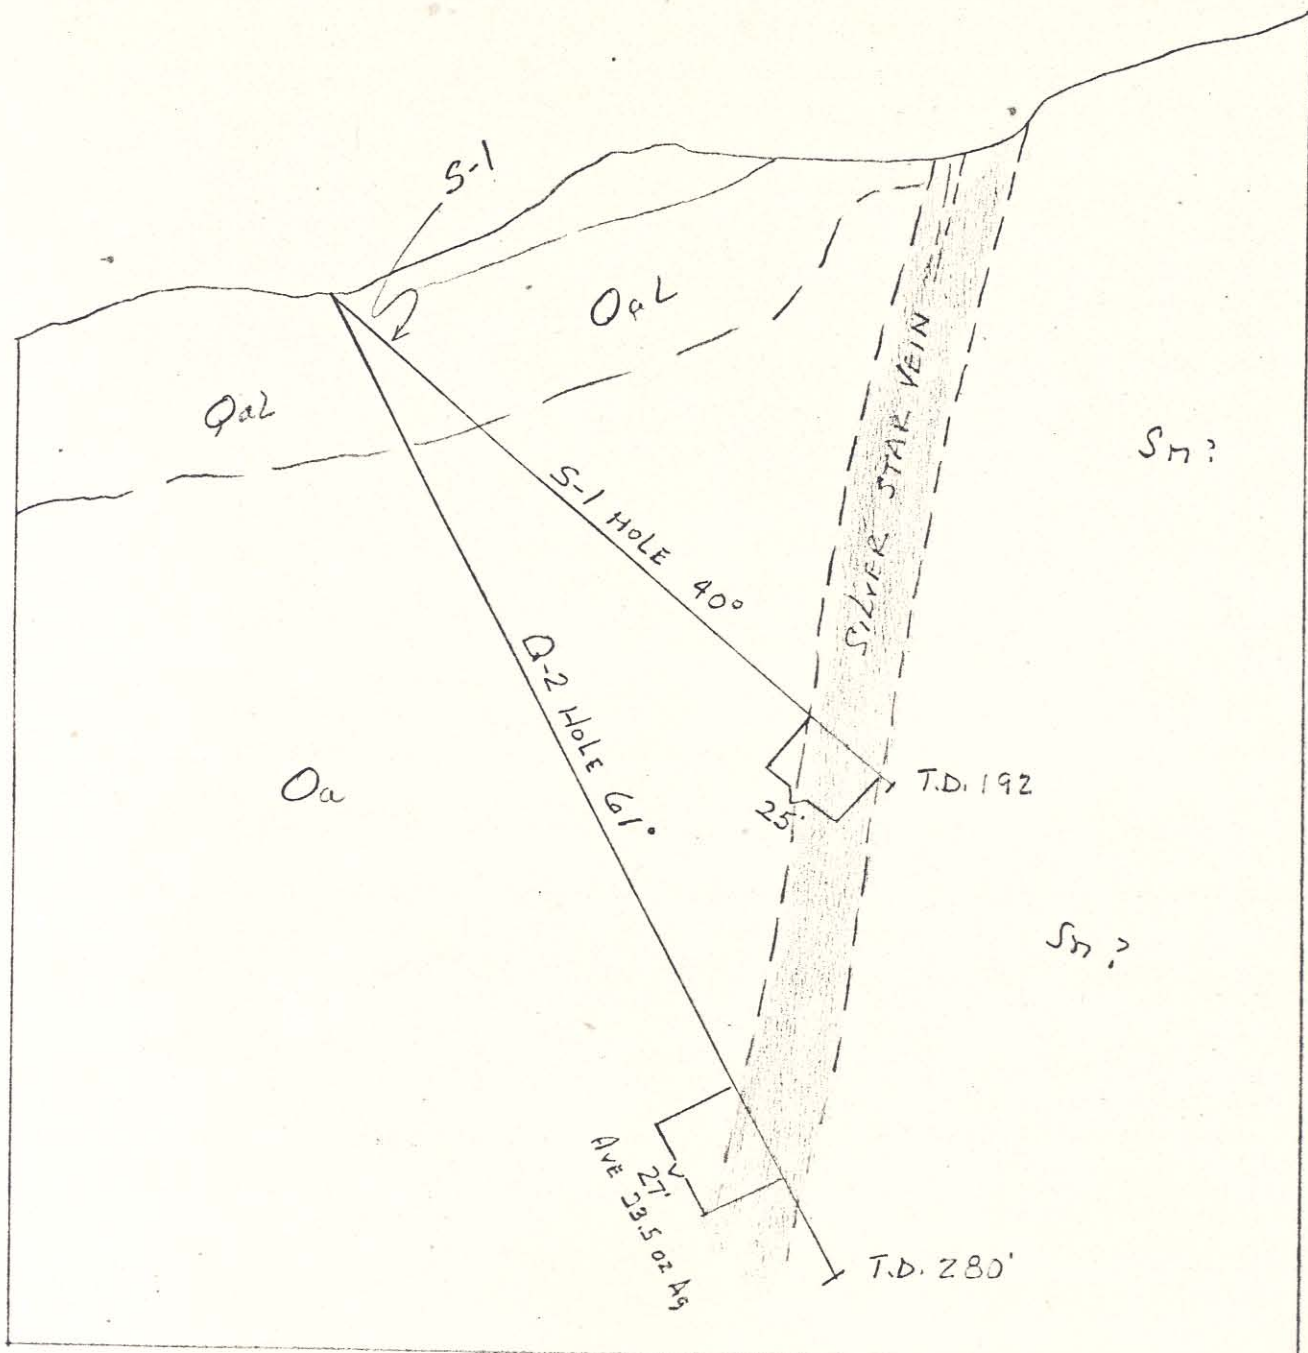 S-1
QaL
QaL
SILVER STAR VEIN
Sn?
S-1 HOLE 40°
Q-2 HOLE 61°
Oa
T.D. 192
25'
Sn?
27'
AVE 23.5 oz Ag
T.D. 280'